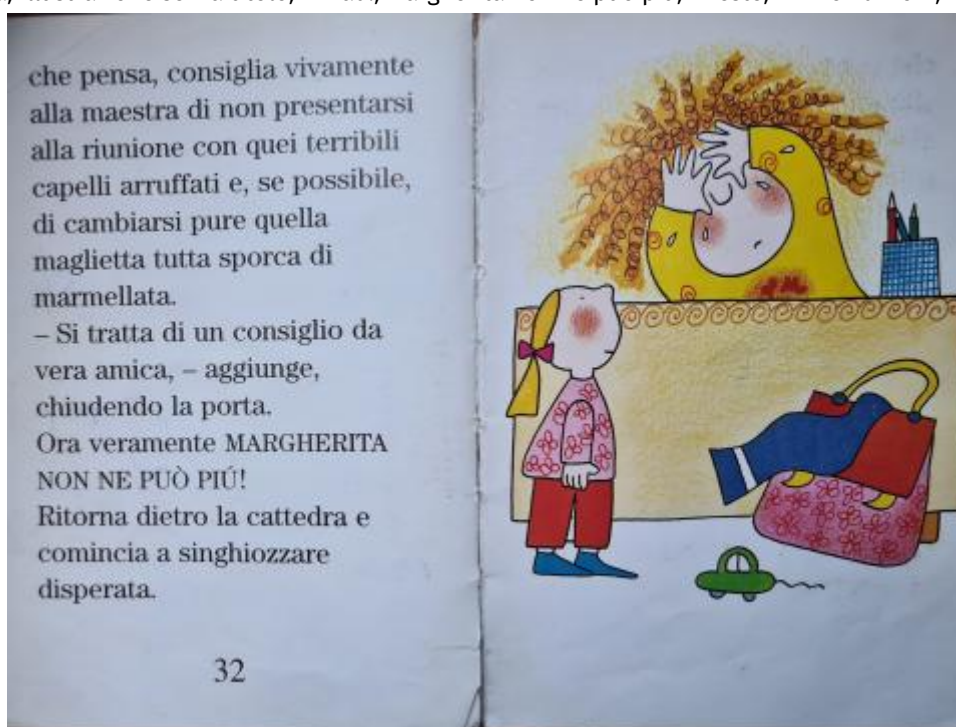 che pensa, consiglia vivamente
alla maestra di non presentarsi
alla riunione con quei terribili
capelli arruffati e, se possibile,
di cambiarsi pure quella
maglietta tutta sporca di
marmellata.
– Si tratta di un consiglio da
vera amica, – aggiunge,
chiudendo la porta.
Ora veramente MARGHERITA
NON NE PUÒ PIÚ!
Ritorna dietro la cattedra e
comincia a singhiozzare
disperata.
32